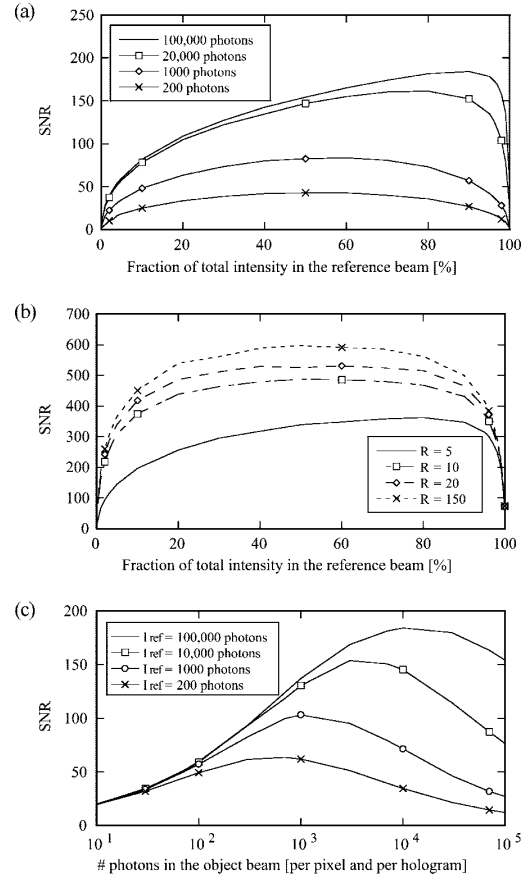 (a)
250
200
150
100
50
0
SNR
100,000 photons
20,000 photons
1000 photons
200 photons
0 20 40 60 80 100
Fraction of total intensity in the reference beam [%]
(b)
700
600
500
400
300
200
100
0
SNR
R = 5
R = 10
R = 20
R = 150
0 20 40 60 80 100
Fraction of total intensity in the reference beam [%]
(c)
200
150
100
50
0
SNR
I ref = 100,000 photons
I ref = 10,000 photons
I ref = 1000 photons
I ref = 200 photons
10^1 10^2 10^3 10^4 10^5
# photons in the object beam [per pixel and per hologram]